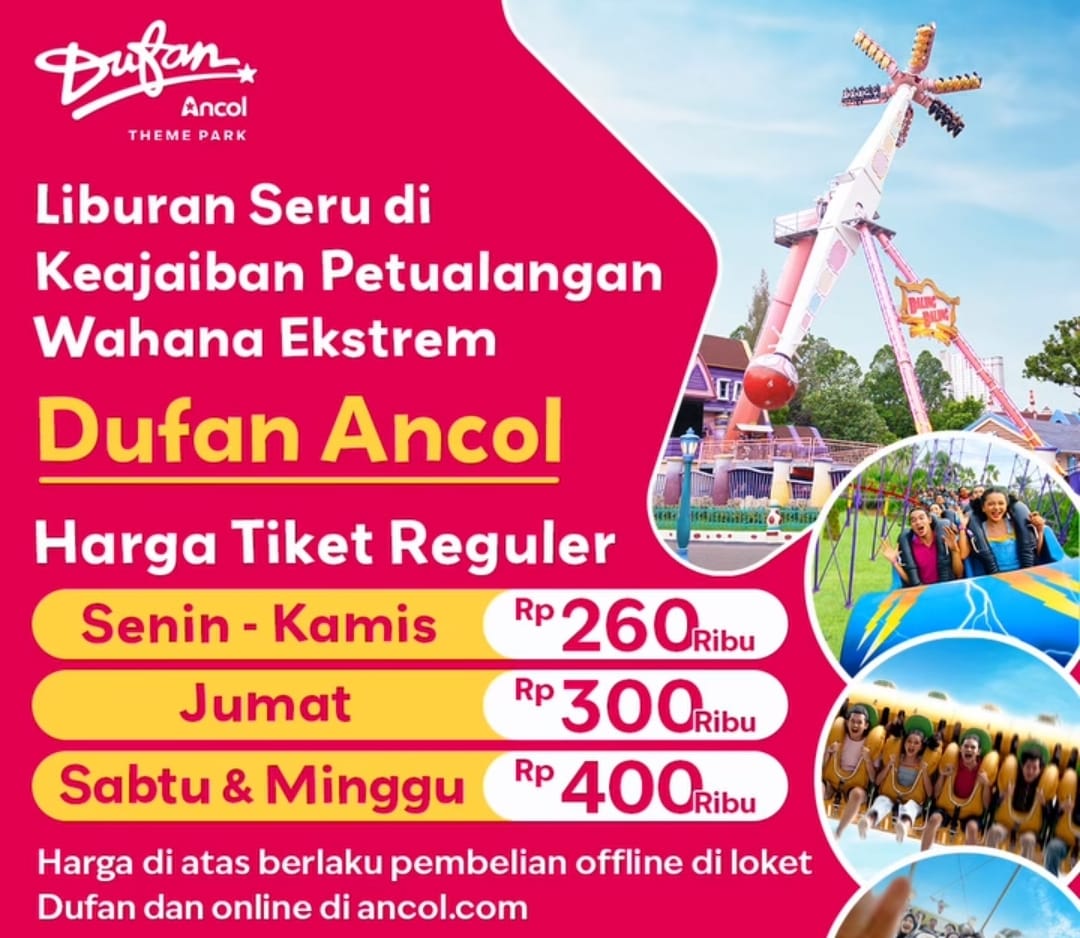 Dufan
Ancol
THEME PARK
Liburan Seru di
Keajaiban Petualangan
Wahana Ekstrem
Dufan Ancol
Harga Tiket Reguler
Senin - Kamis Rp 260 Ribu
Jumat Rp 300 Ribu
Sabtu & Minggu Rp 400 Ribu
Harga di atas berlaku pembelian offline di loket
Dufan dan online di ancol.com
BALING
BALING